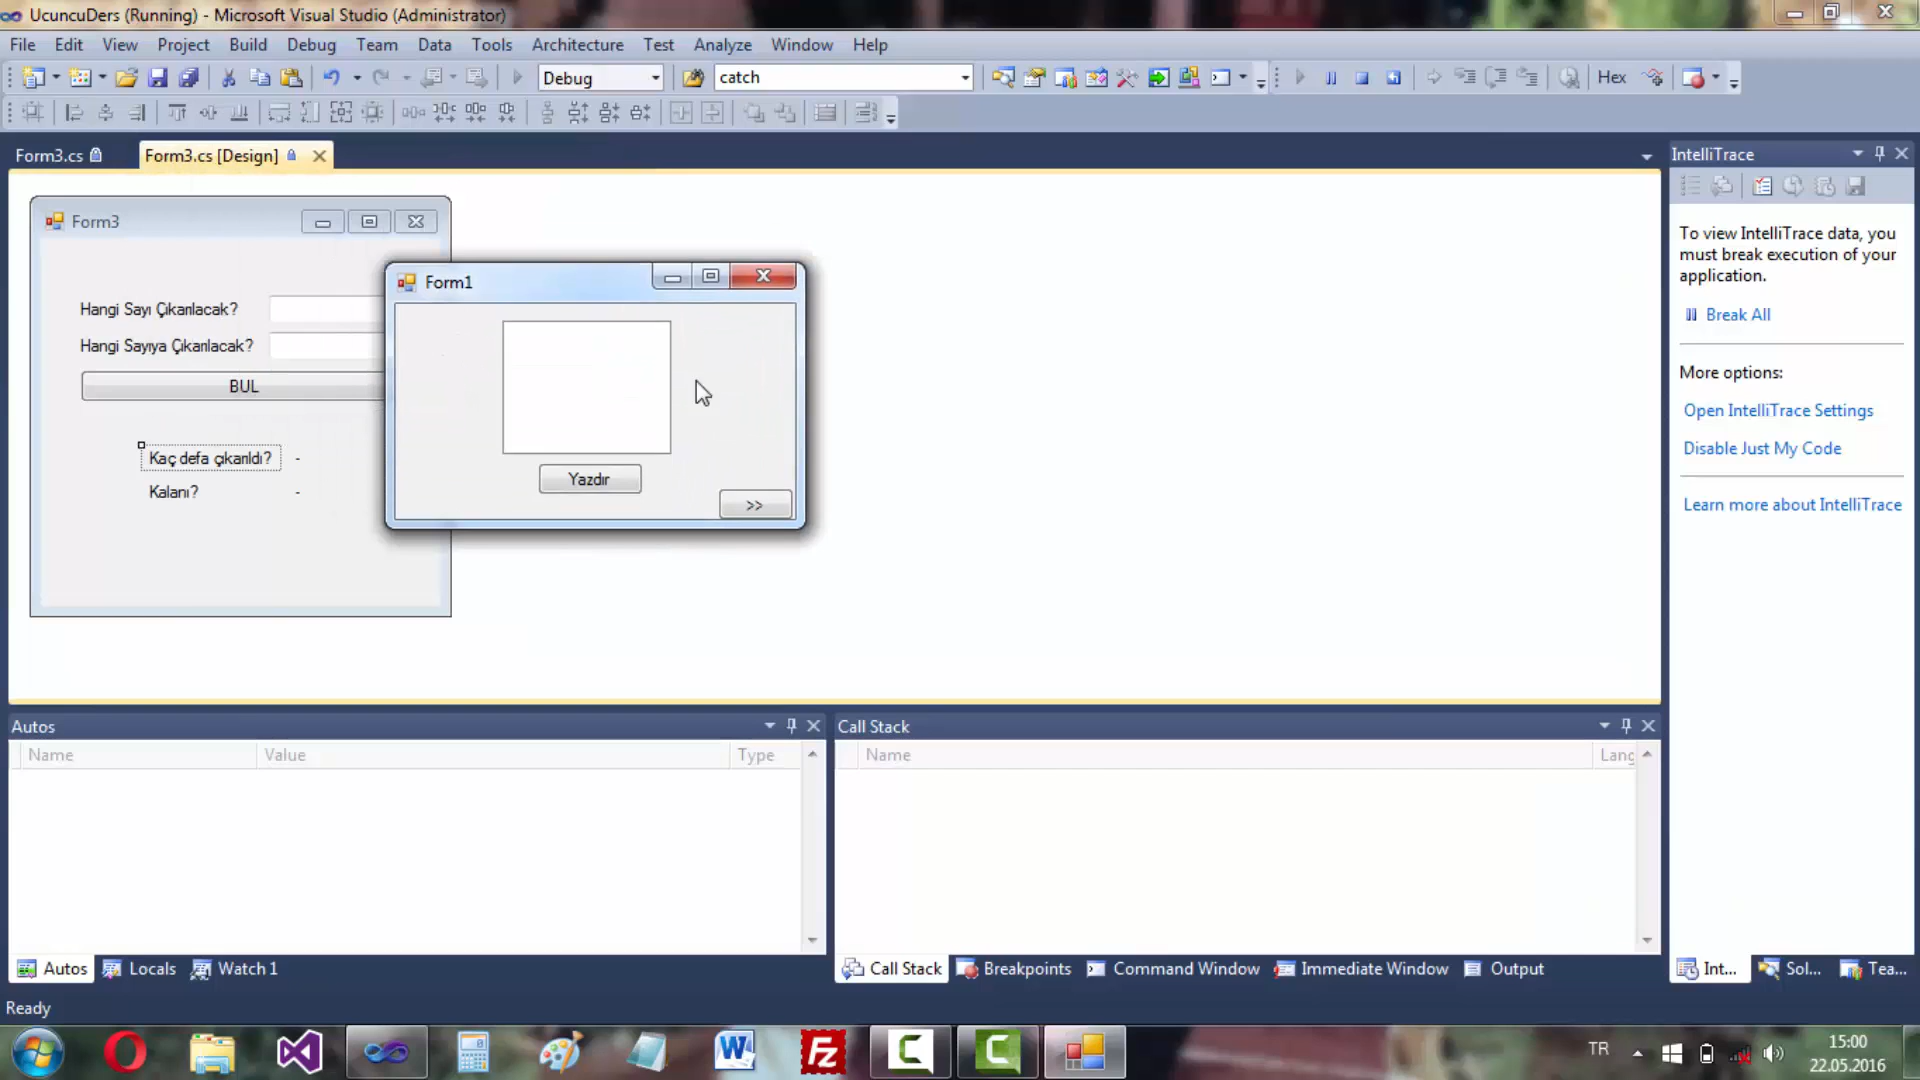 UcuncuDers (Running) - Microsoft Visual Studio (Administrator)
File Edit View Project Build Debug Team Data Tools Architecture Test Analyze Window Help
Debug catch Hex
Form3.cs Form3.cs [Design]
IntelliTrace
Form3
Hangi Sayı Çıkarılacak?
Hangi Sayıya Çıkarılacak?
BUL
Kaç defa çıkarıldı? -
Kalanı? -
Form1
Yazdır
>>
To view IntelliTrace data, you
must break execution of your
application.
Break All
More options:
Open IntelliTrace Settings
Disable Just My Code
Learn more about IntelliTrace
Autos
Name Value Type
Call Stack
Name Lang
Autos Locals Watch 1
Call Stack Breakpoints Command Window Immediate Window Output
Int... Sol... Tea...
Ready
TR
15:00
22.05.2016